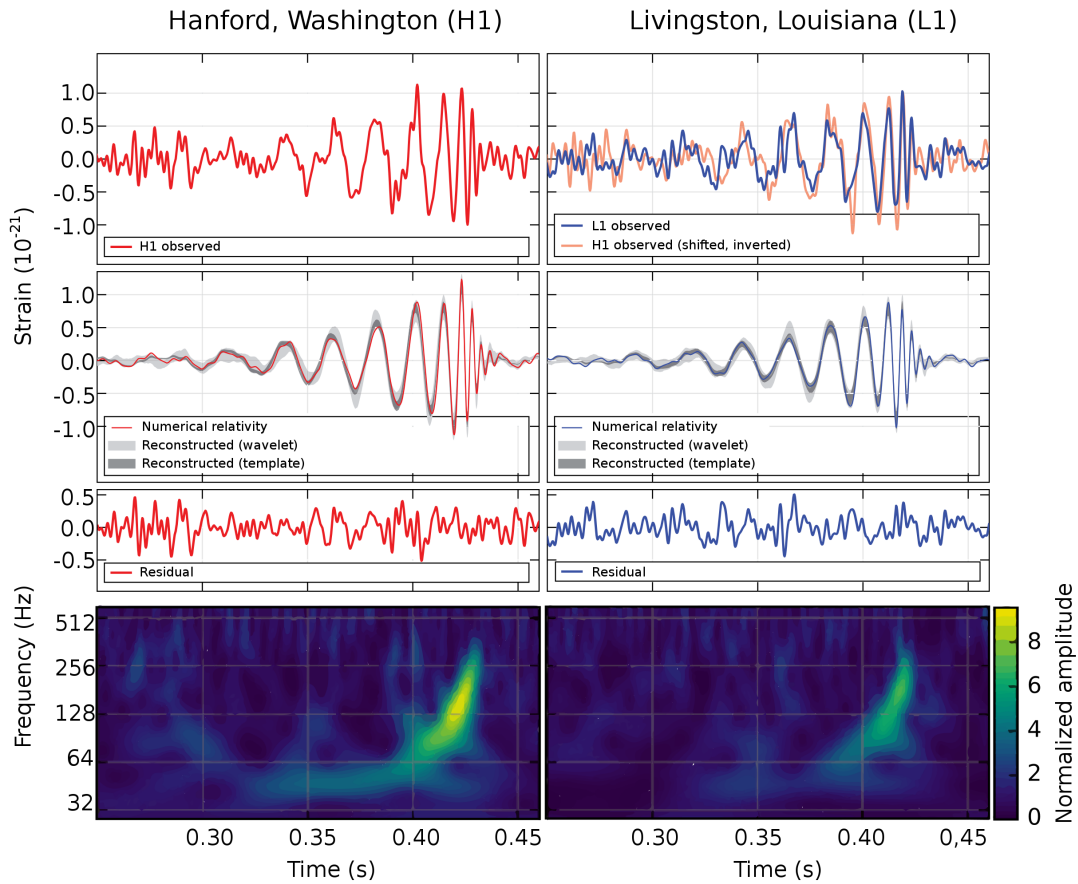 Hanford, Washington (H1)
Livingston, Louisiana (L1)
Strain (10-21)
1.0
0.5
0.0
-0.5
-1.0
H1 observed
L1 observed
H1 observed (shifted, inverted)
1.0
0.5
0.0
-0.5
-1.0
Numerical relativity
Reconstructed (wavelet)
Reconstructed (template)
Numerical relativity
Reconstructed (wavelet)
Reconstructed (template)
0.5
0.0
-0.5
Residual
Residual
Frequency (Hz)
512
256
128
64
32
Normalized amplitude
8
6
4
2
0
0.30
0.35
0.40
0.45
0.30
0.35
0.40
0,45
Time (s)
Time (s)